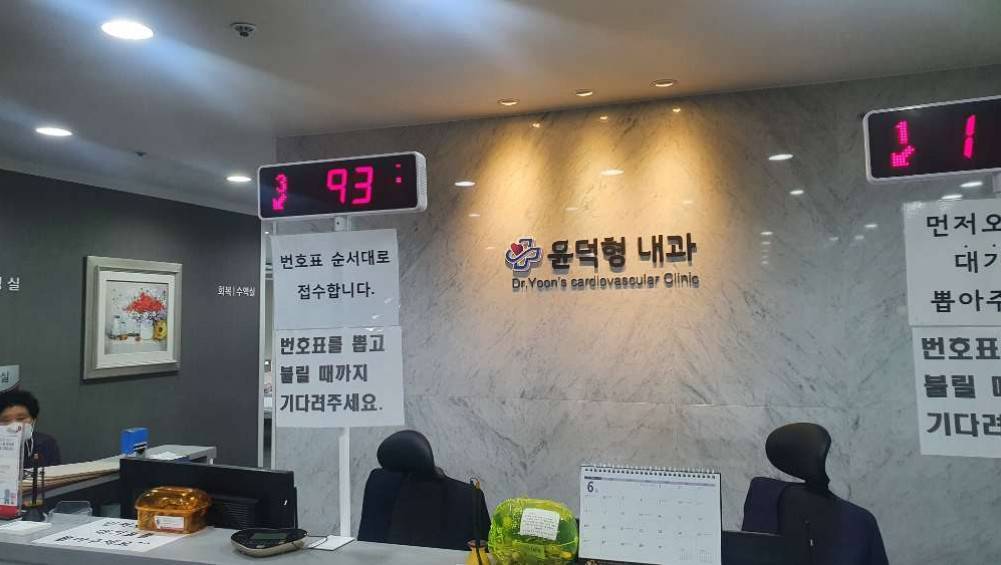 3 93 :
1 1
번호표 순서대로
접수합니다.
번호표를 뽑고
불릴 때까지
기다려주세요.
윤덕형 내과
Dr.Yoon's cardiovascular Clinic
회복|수액실
실
실
먼저오
대기
뽑아주
번호표
불릴
기다려
6